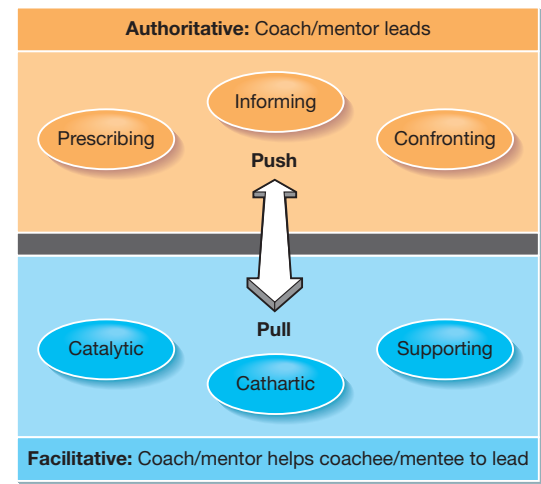 Authoritative: Coach/mentor leads
Informing
Prescribing
Confronting
Push
Pull
Catalytic
Supporting
Cathartic
Facilitative: Coach/mentor helps coachee/mentee to lead